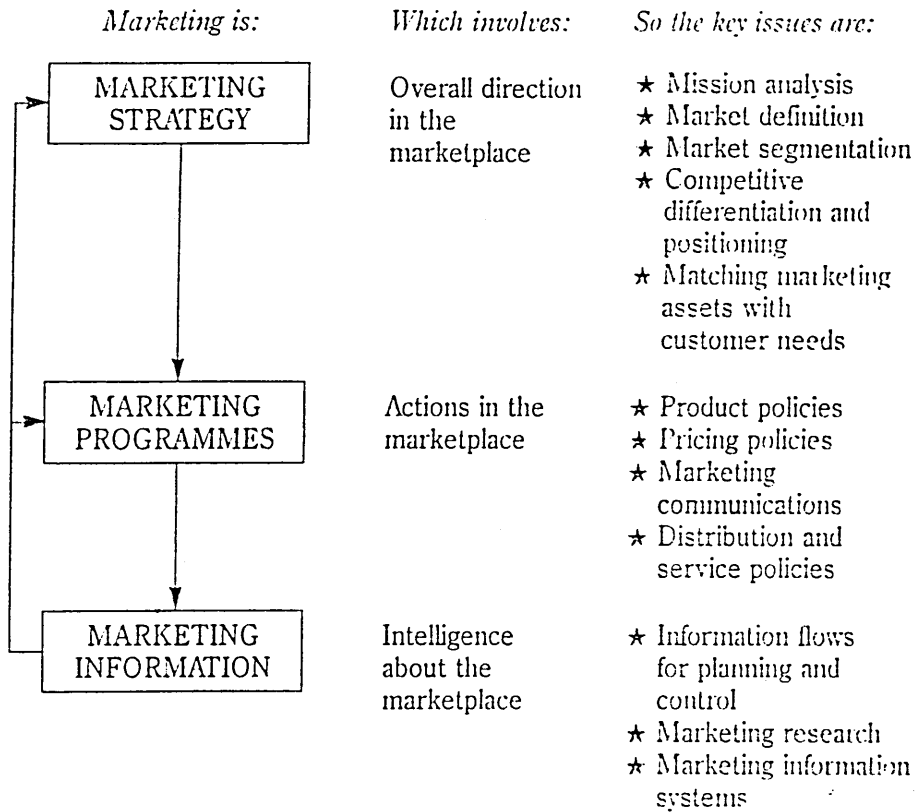 Marketing is:
Which involves:
So the key issues are:
MARKETING
STRATEGY
Overall direction
in the
marketplace
★ Mission analysis
★ Market definition
★ Market segmentation
★ Competitive
differentiation and
positioning
★ Matching marketing
assets with
customer needs
MARKETING
PROGRAMMES
Actions in the
marketplace
★ Product policies
★ Pricing policies
★ Marketing
communications
★ Distribution and
service policies
MARKETING
INFORMATION
Intelligence
about the
marketplace
★ Information flows
for planning and
control
★ Marketing research
★ Marketing information
systems